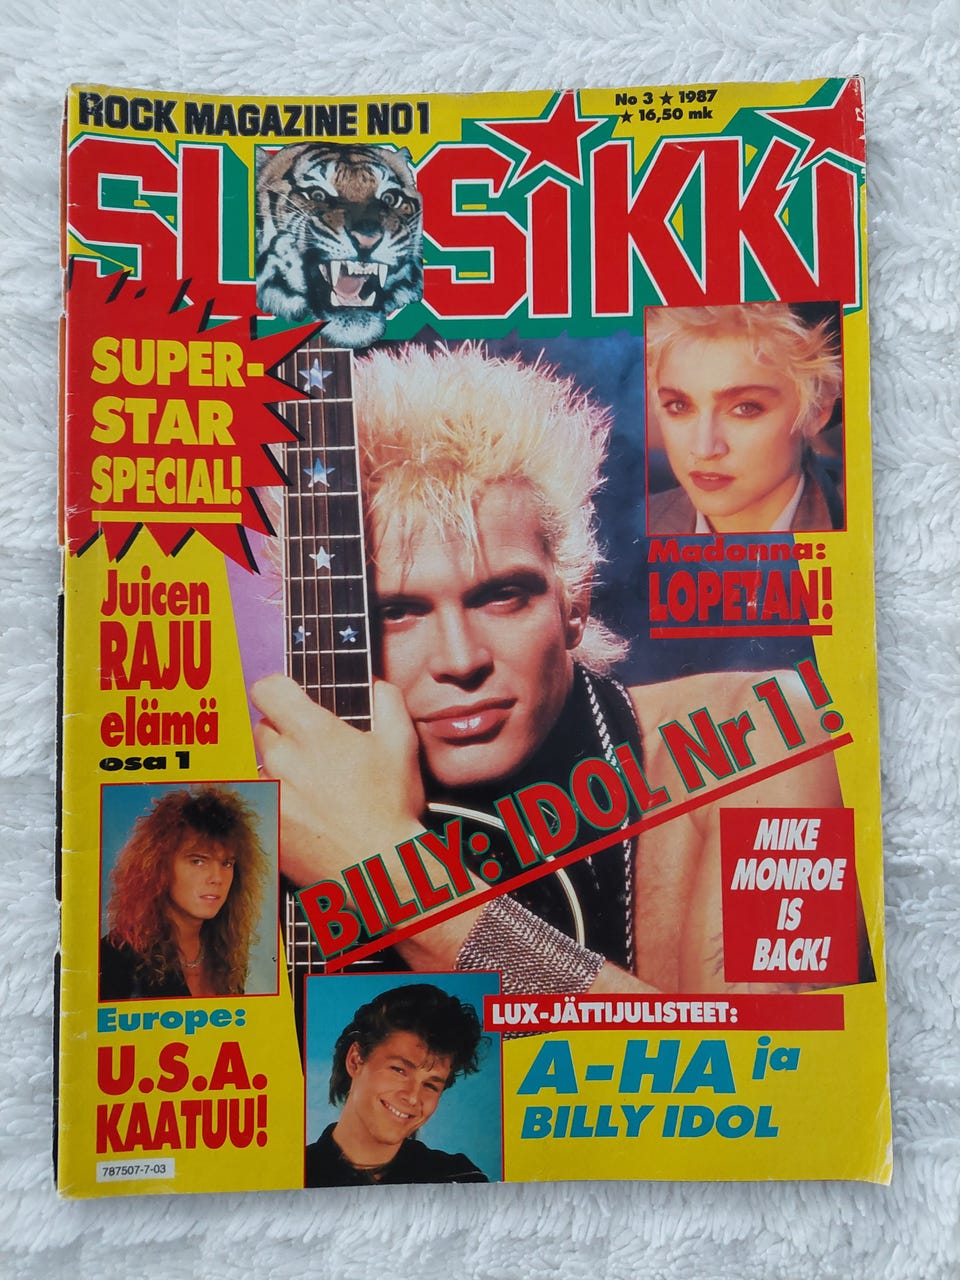 ROCK MAGAZINE NO1
No 3 ★ 1987
★ 16,50 mk
SUOSIKKI
SUPER-
STAR
SPECIAL!
Madonna:
LOPETAN!
Juicen
RAJU
elämä
osa 1
BILLY: IDOL Nr 1!
MIKE
MONROE
IS
BACK!
Europe:
U.S.A.
KAATUU!
LUX-JÄTTIJULISTEET:
A-HA ja
BILLY IDOL
787507-7-03